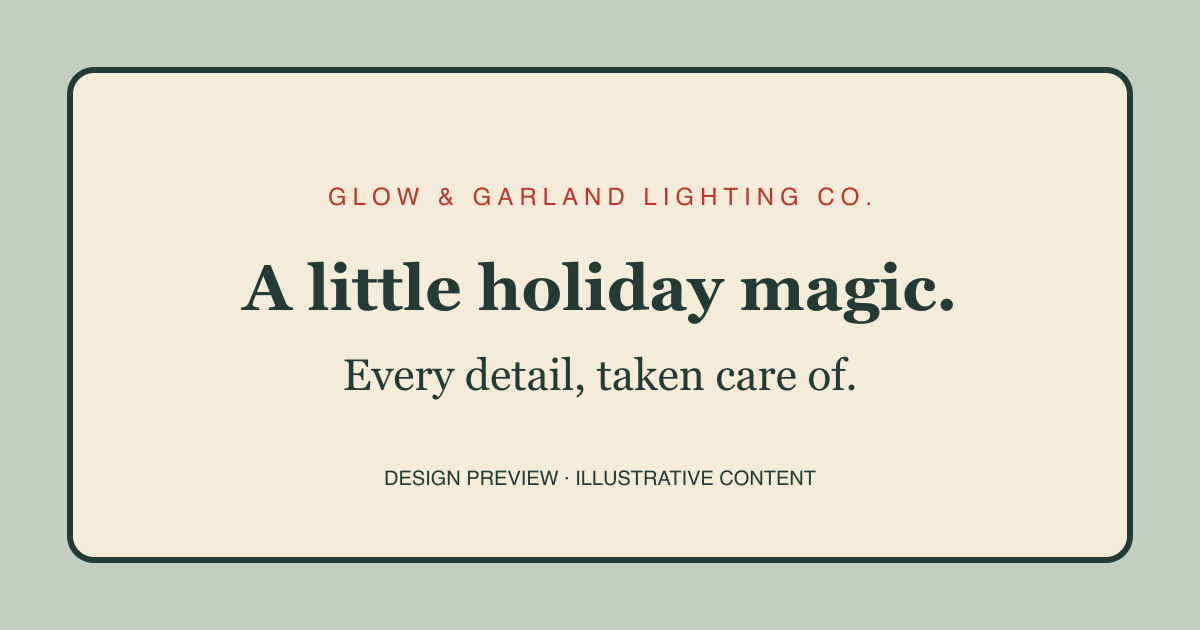 GLOW & GARLAND LIGHTING CO.
A little holiday magic.
Every detail, taken care of.
DESIGN PREVIEW · ILLUSTRATIVE CONTENT